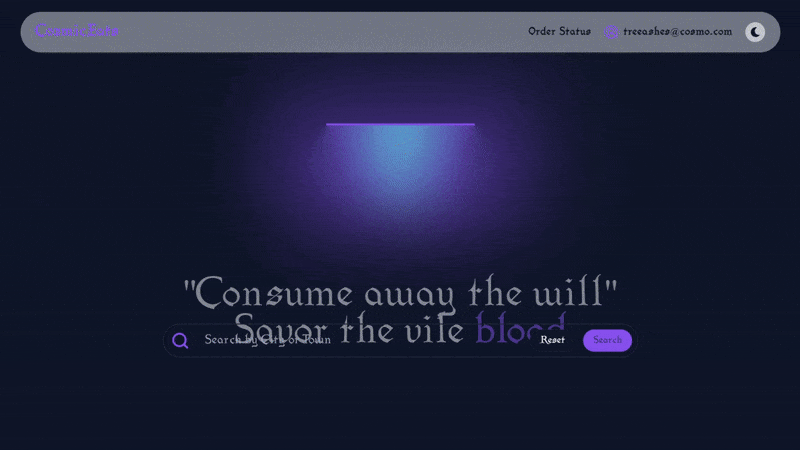 CosmicSafe
Order Status
treeashes@cosmo.com
"Consume away the will"
Savor the vile blood
Search by City or Town
Reset
Search